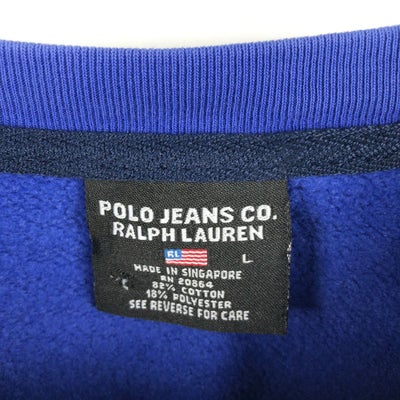 POLO JEANS CO.
RALPH LAUREN
RL L
MADE IN SINGAPORE
RN 20864
82% COTTON
18% POLYESTER
SEE REVERSE FOR CARE